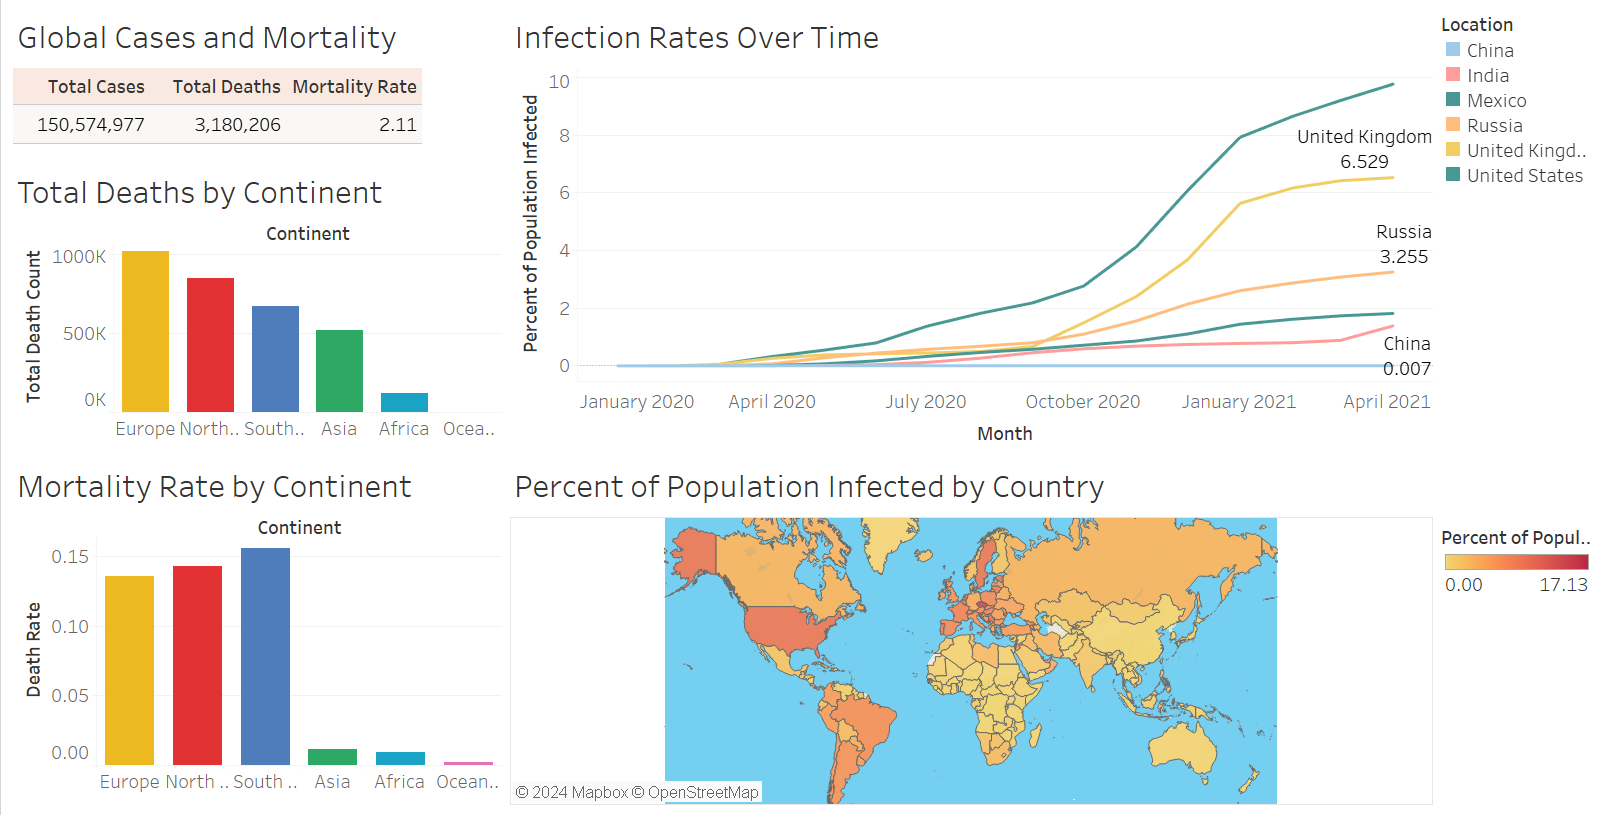 Global Cases and Mortality
Total Cases Total Deaths Mortality Rate
150,574,977 3,180,206 2.11
Total Deaths by Continent
Continent
Total Death Count
1000K
500K
0K
Europe North.. South.. Asia Africa Ocea..
Mortality Rate by Continent
Continent
Death Rate
0.15
0.10
0.05
0.00
Europe North .. South .. Asia Africa Ocean..
Infection Rates Over Time
Percent of Population Infected
10
8
6
4
2
0
United Kingdom
6.529
Russia
3.255
China
0.007
January 2020 April 2020 July 2020 October 2020 January 2021 April 2021
Month
Location
China
India
Mexico
Russia
United Kingd..
United States
Percent of Population Infected by Country
© 2024 Mapbox © OpenStreetMap
Percent of Popul..
0.00 17.13